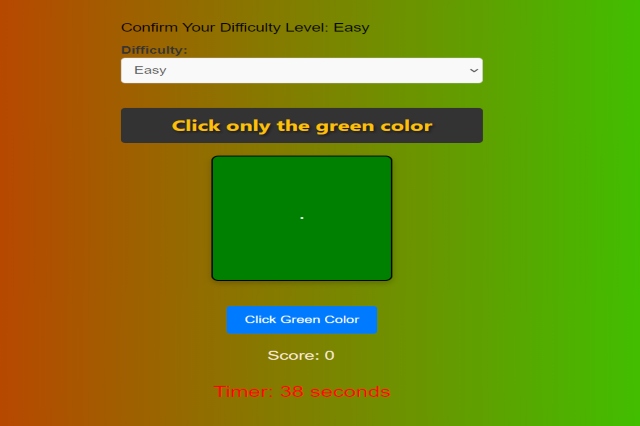 Confirm Your Difficulty Level: Easy
Difficulty:
Easy
Click only the green color
.
Click Green Color
Score: 0
Timer: 38 seconds